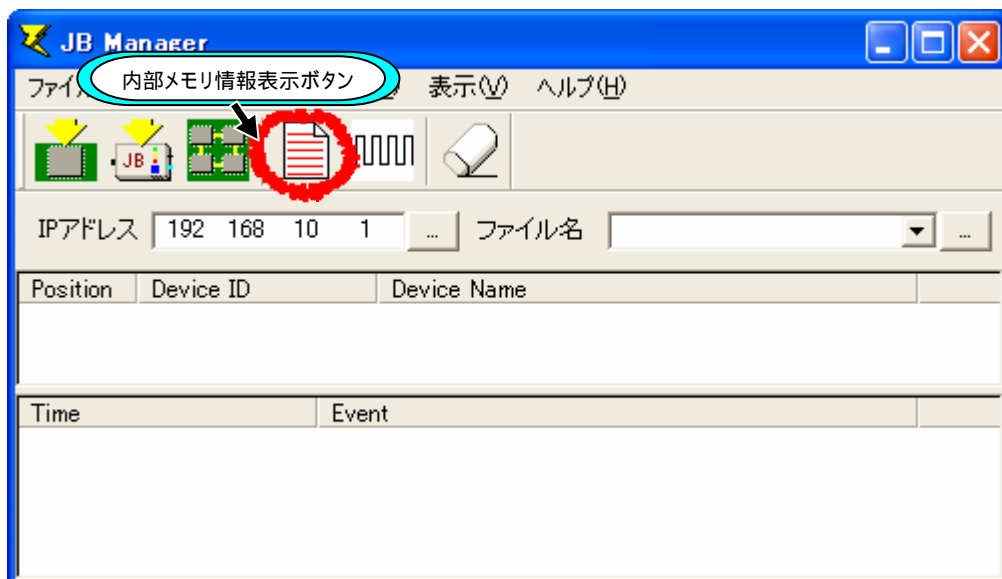 JB Manager
内部メモリ情報表示ボタン
ファイル 表示(V) ヘルプ(H)
JB
IPアドレス 192 168 10 1 ... ファイル名 ...
Position Device ID Device Name
Time Event